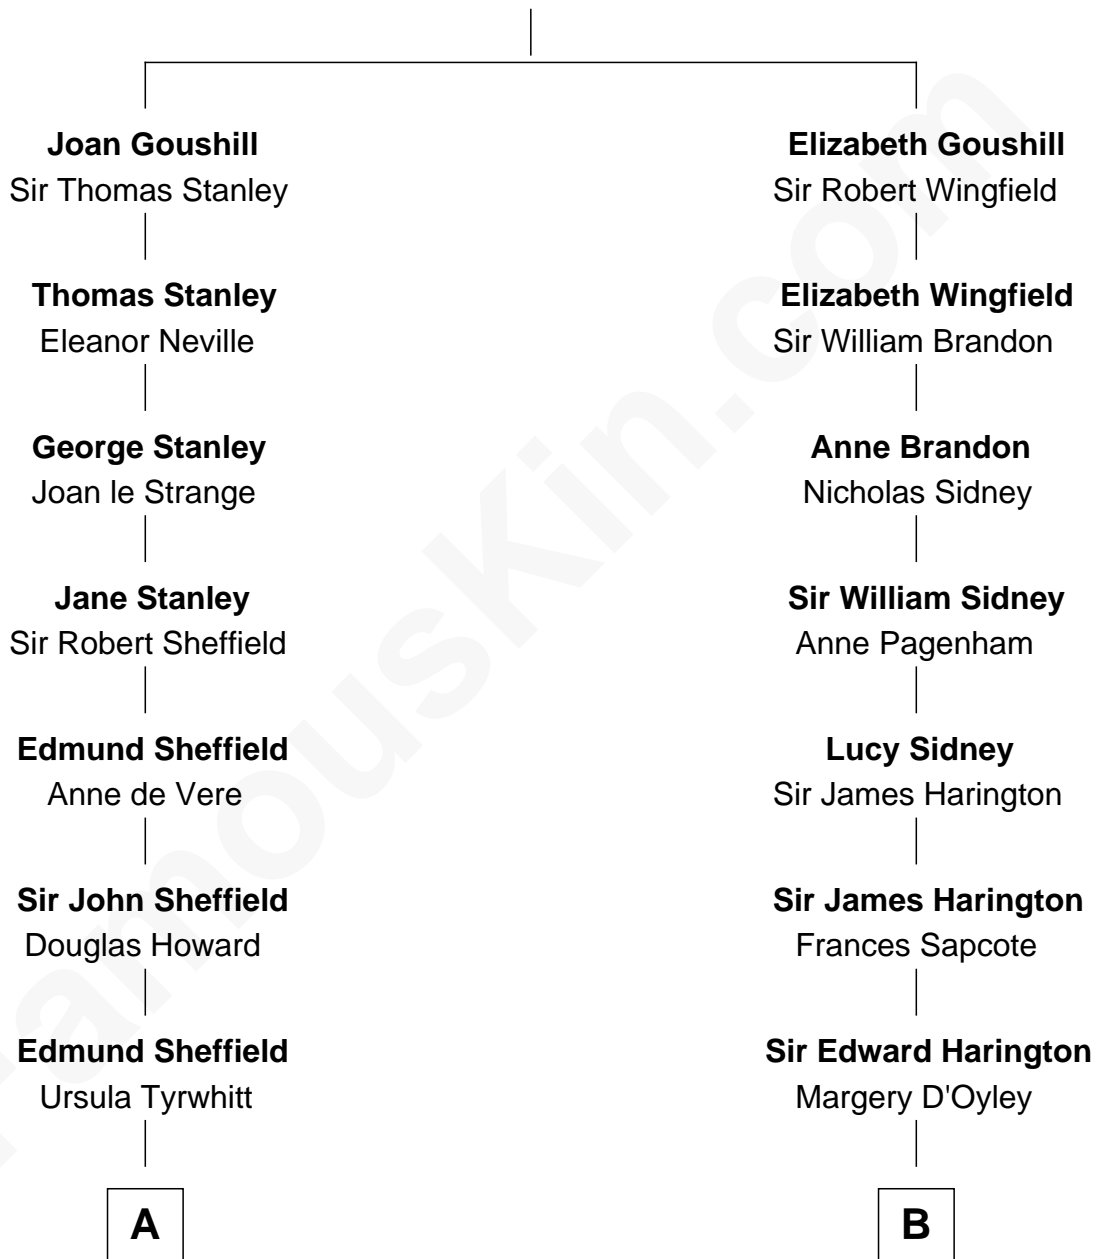 Joan Goushill
Sir Thomas Stanley
Thomas Stanley
Eleanor Neville
George Stanley
Joan le Strange
Jane Stanley
Sir Robert Sheffield
Edmund Sheffield
Anne de Vere
Sir John Sheffield
Douglas Howard
Edmund Sheffield
Ursula Tyrwhitt
A
Elizabeth Goushill
Sir Robert Wingfield
Elizabeth Wingfield
Sir William Brandon
Anne Brandon
Nicholas Sidney
Sir William Sidney
Anne Pagenham
Lucy Sidney
Sir James Harington
Sir James Harington
Frances Sapcote
Sir Edward Harington
Margery D'Oyley
B
FamousKin.com